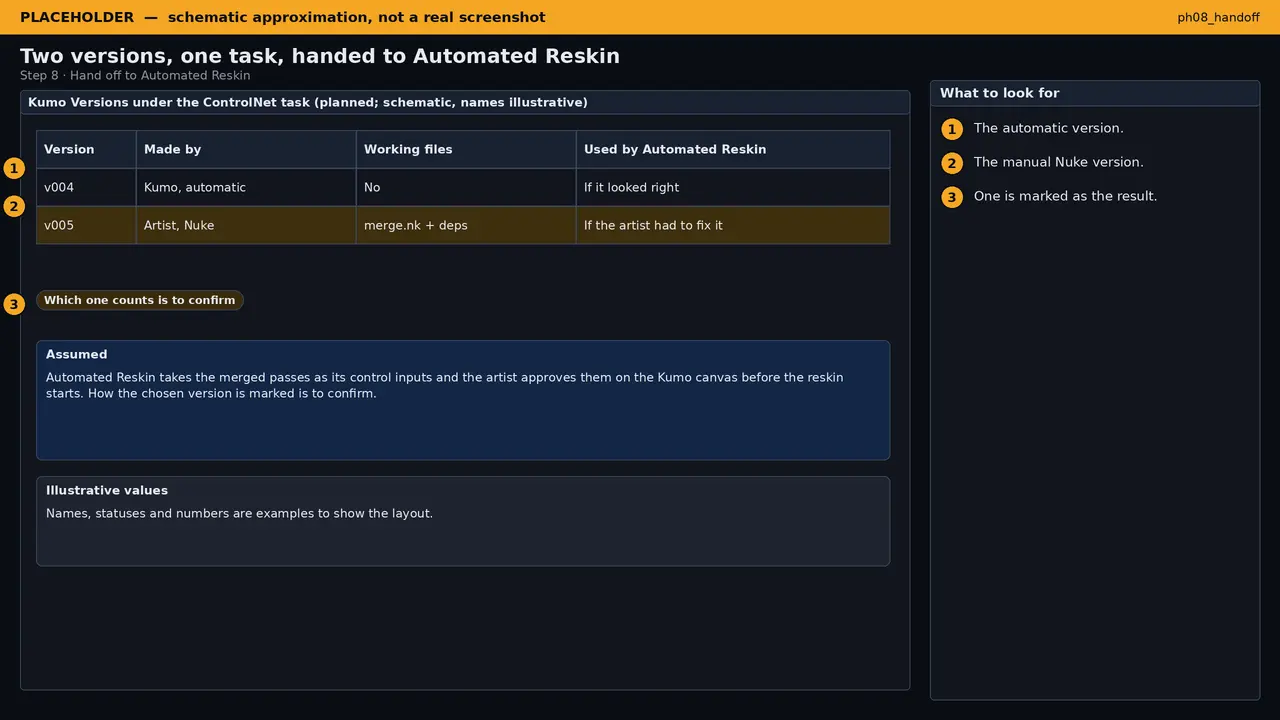 PLACEHOLDER — schematic approximation, not a real screenshot
ph08_handoff
Two versions, one task, handed to Automated Reskin
Step 8 · Hand off to Automated Reskin
Kumo Versions under the ControlNet task (planned; schematic, names illustrative)
Version Made by Working files Used by Automated Reskin
1
v004 Kumo, automatic No If it looked right
2
v005 Artist, Nuke merge.nk + deps If the artist had to fix it
3 Which one counts is to confirm
Assumed
Automated Reskin takes the merged passes as its control inputs and the artist approves them on the Kumo canvas before the reskin
starts. How the chosen version is marked is to confirm.
Illustrative values
Names, statuses and numbers are examples to show the layout.
What to look for
1 The automatic version.
2 The manual Nuke version.
3 One is marked as the result.